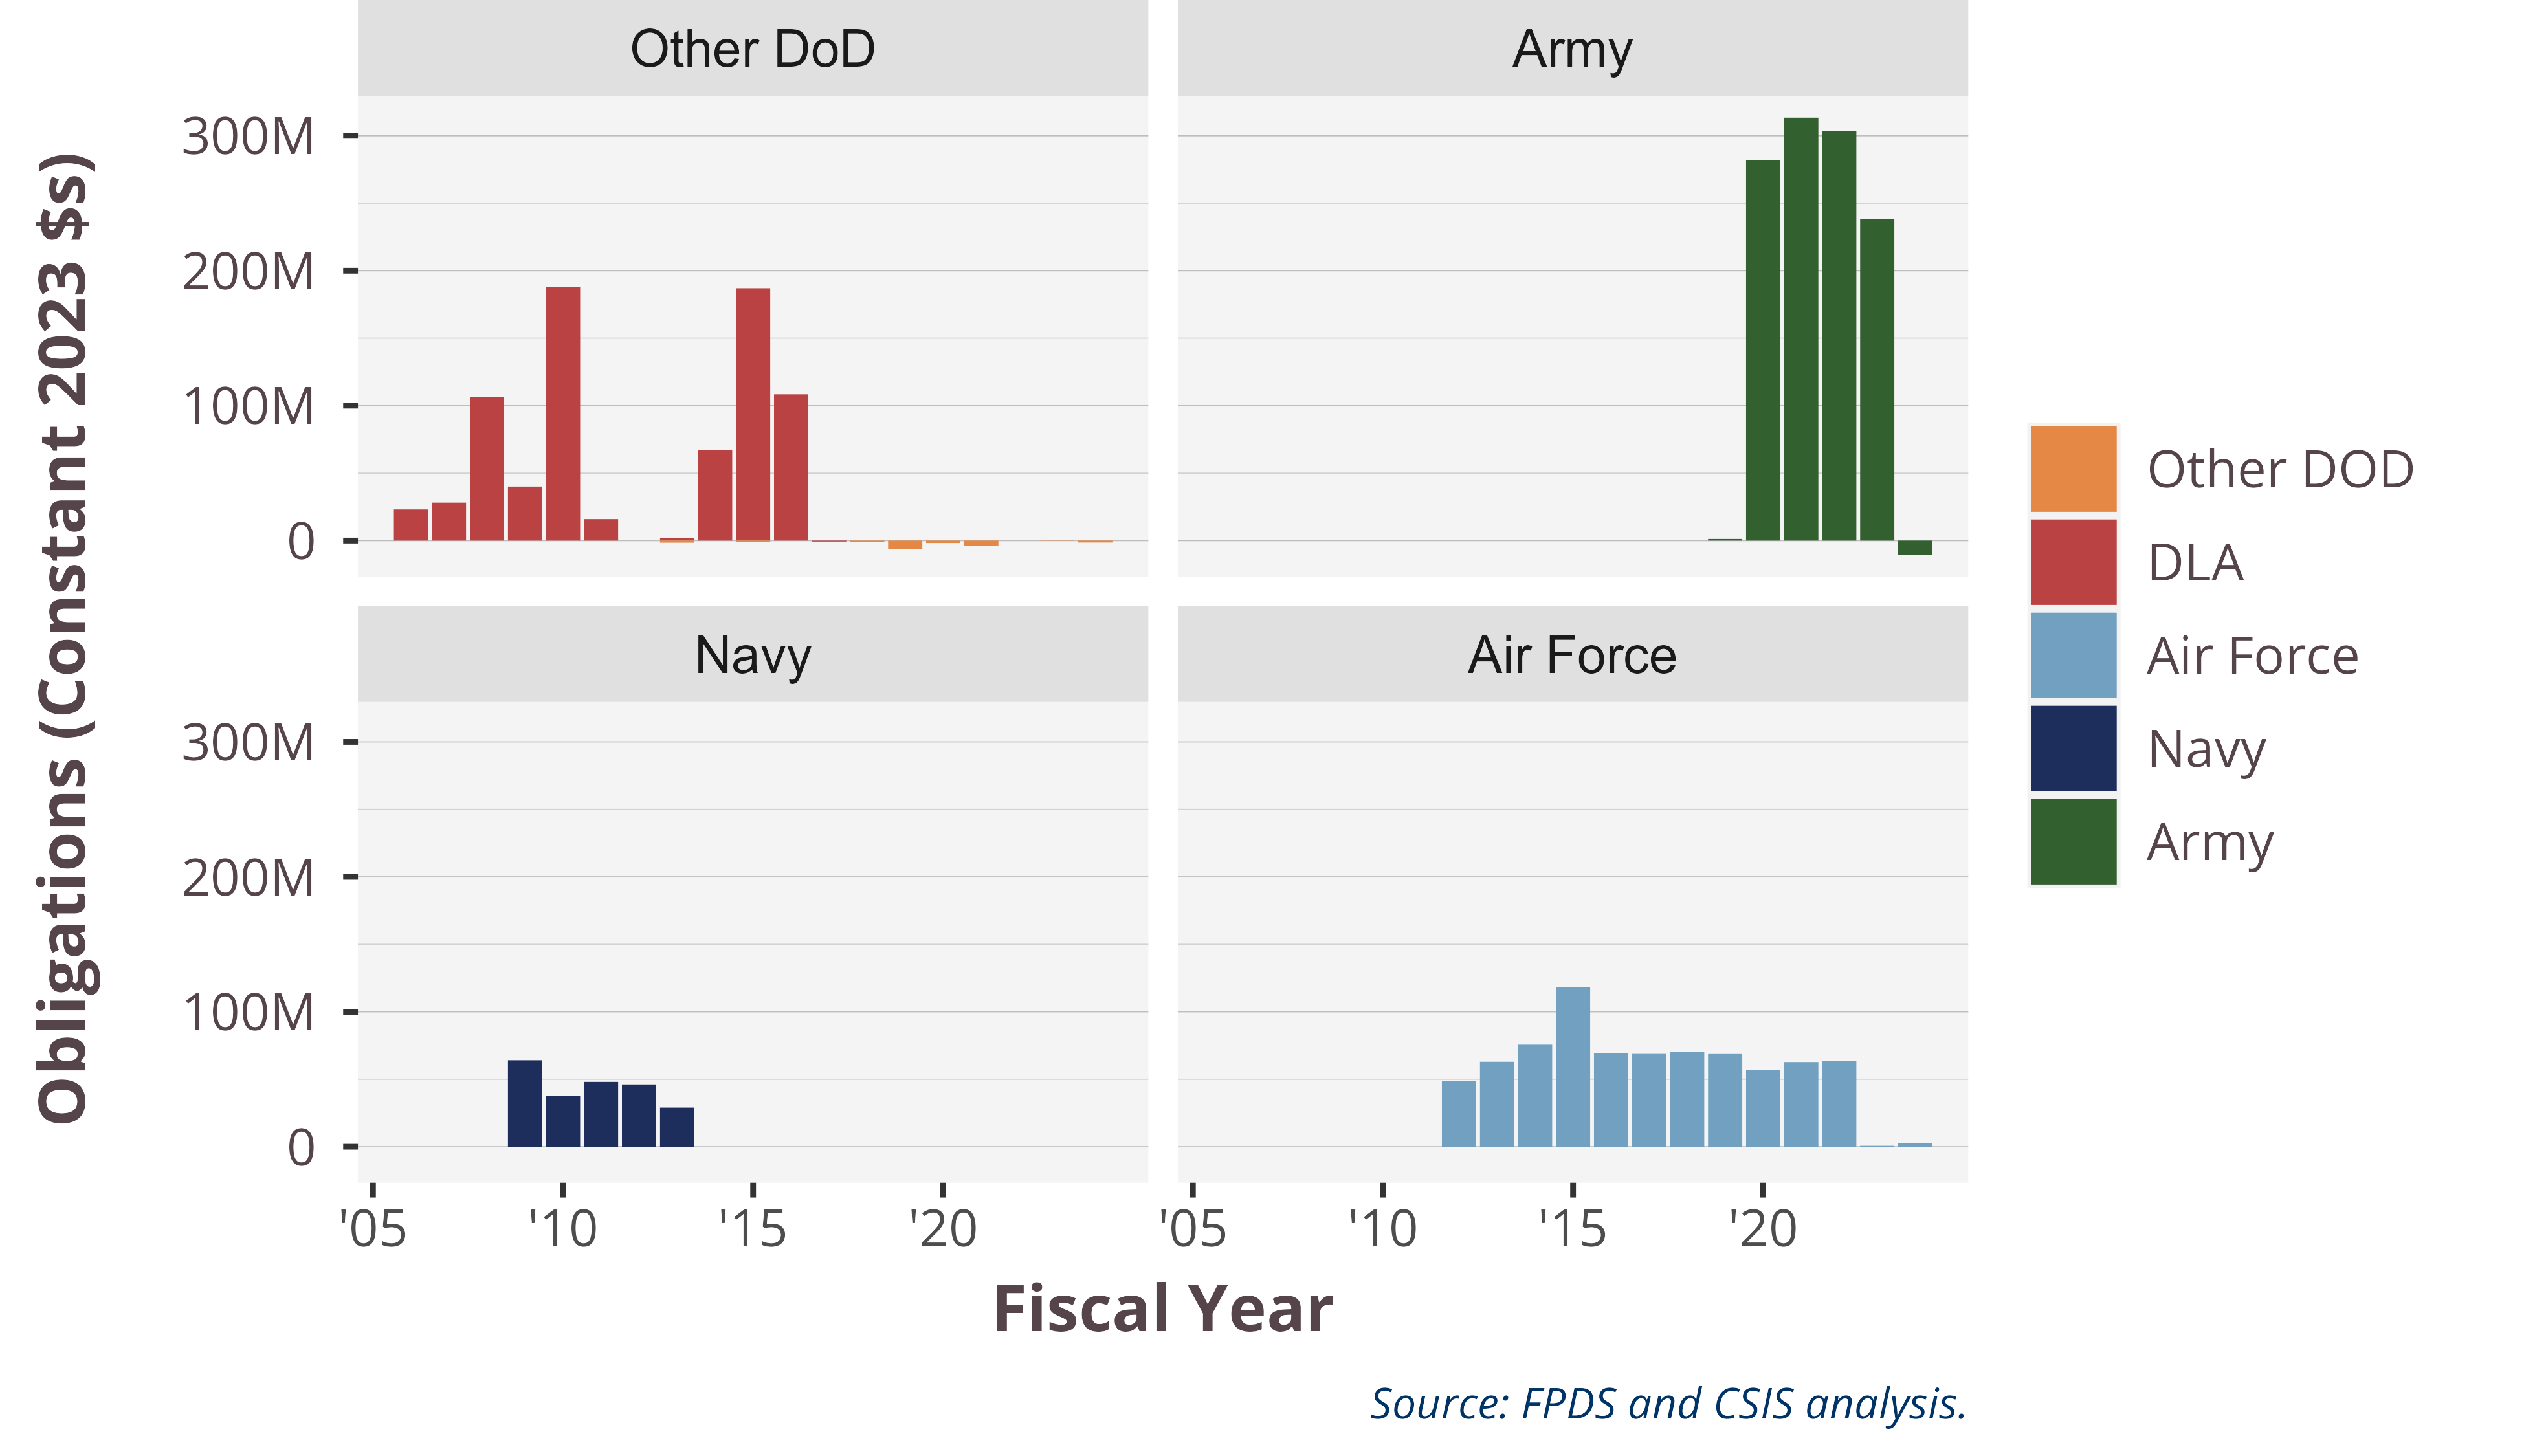 Other DoD
Army
300M
200M
100M
0
Navy
Air Force
300M
200M
100M
0
'05
'10
'15
'20
'05
'10
'15
'20
Obligations (Constant 2023 $s)
Fiscal Year
Other DOD
DLA
Air Force
Navy
Army
Source: FPDS and CSIS analysis.